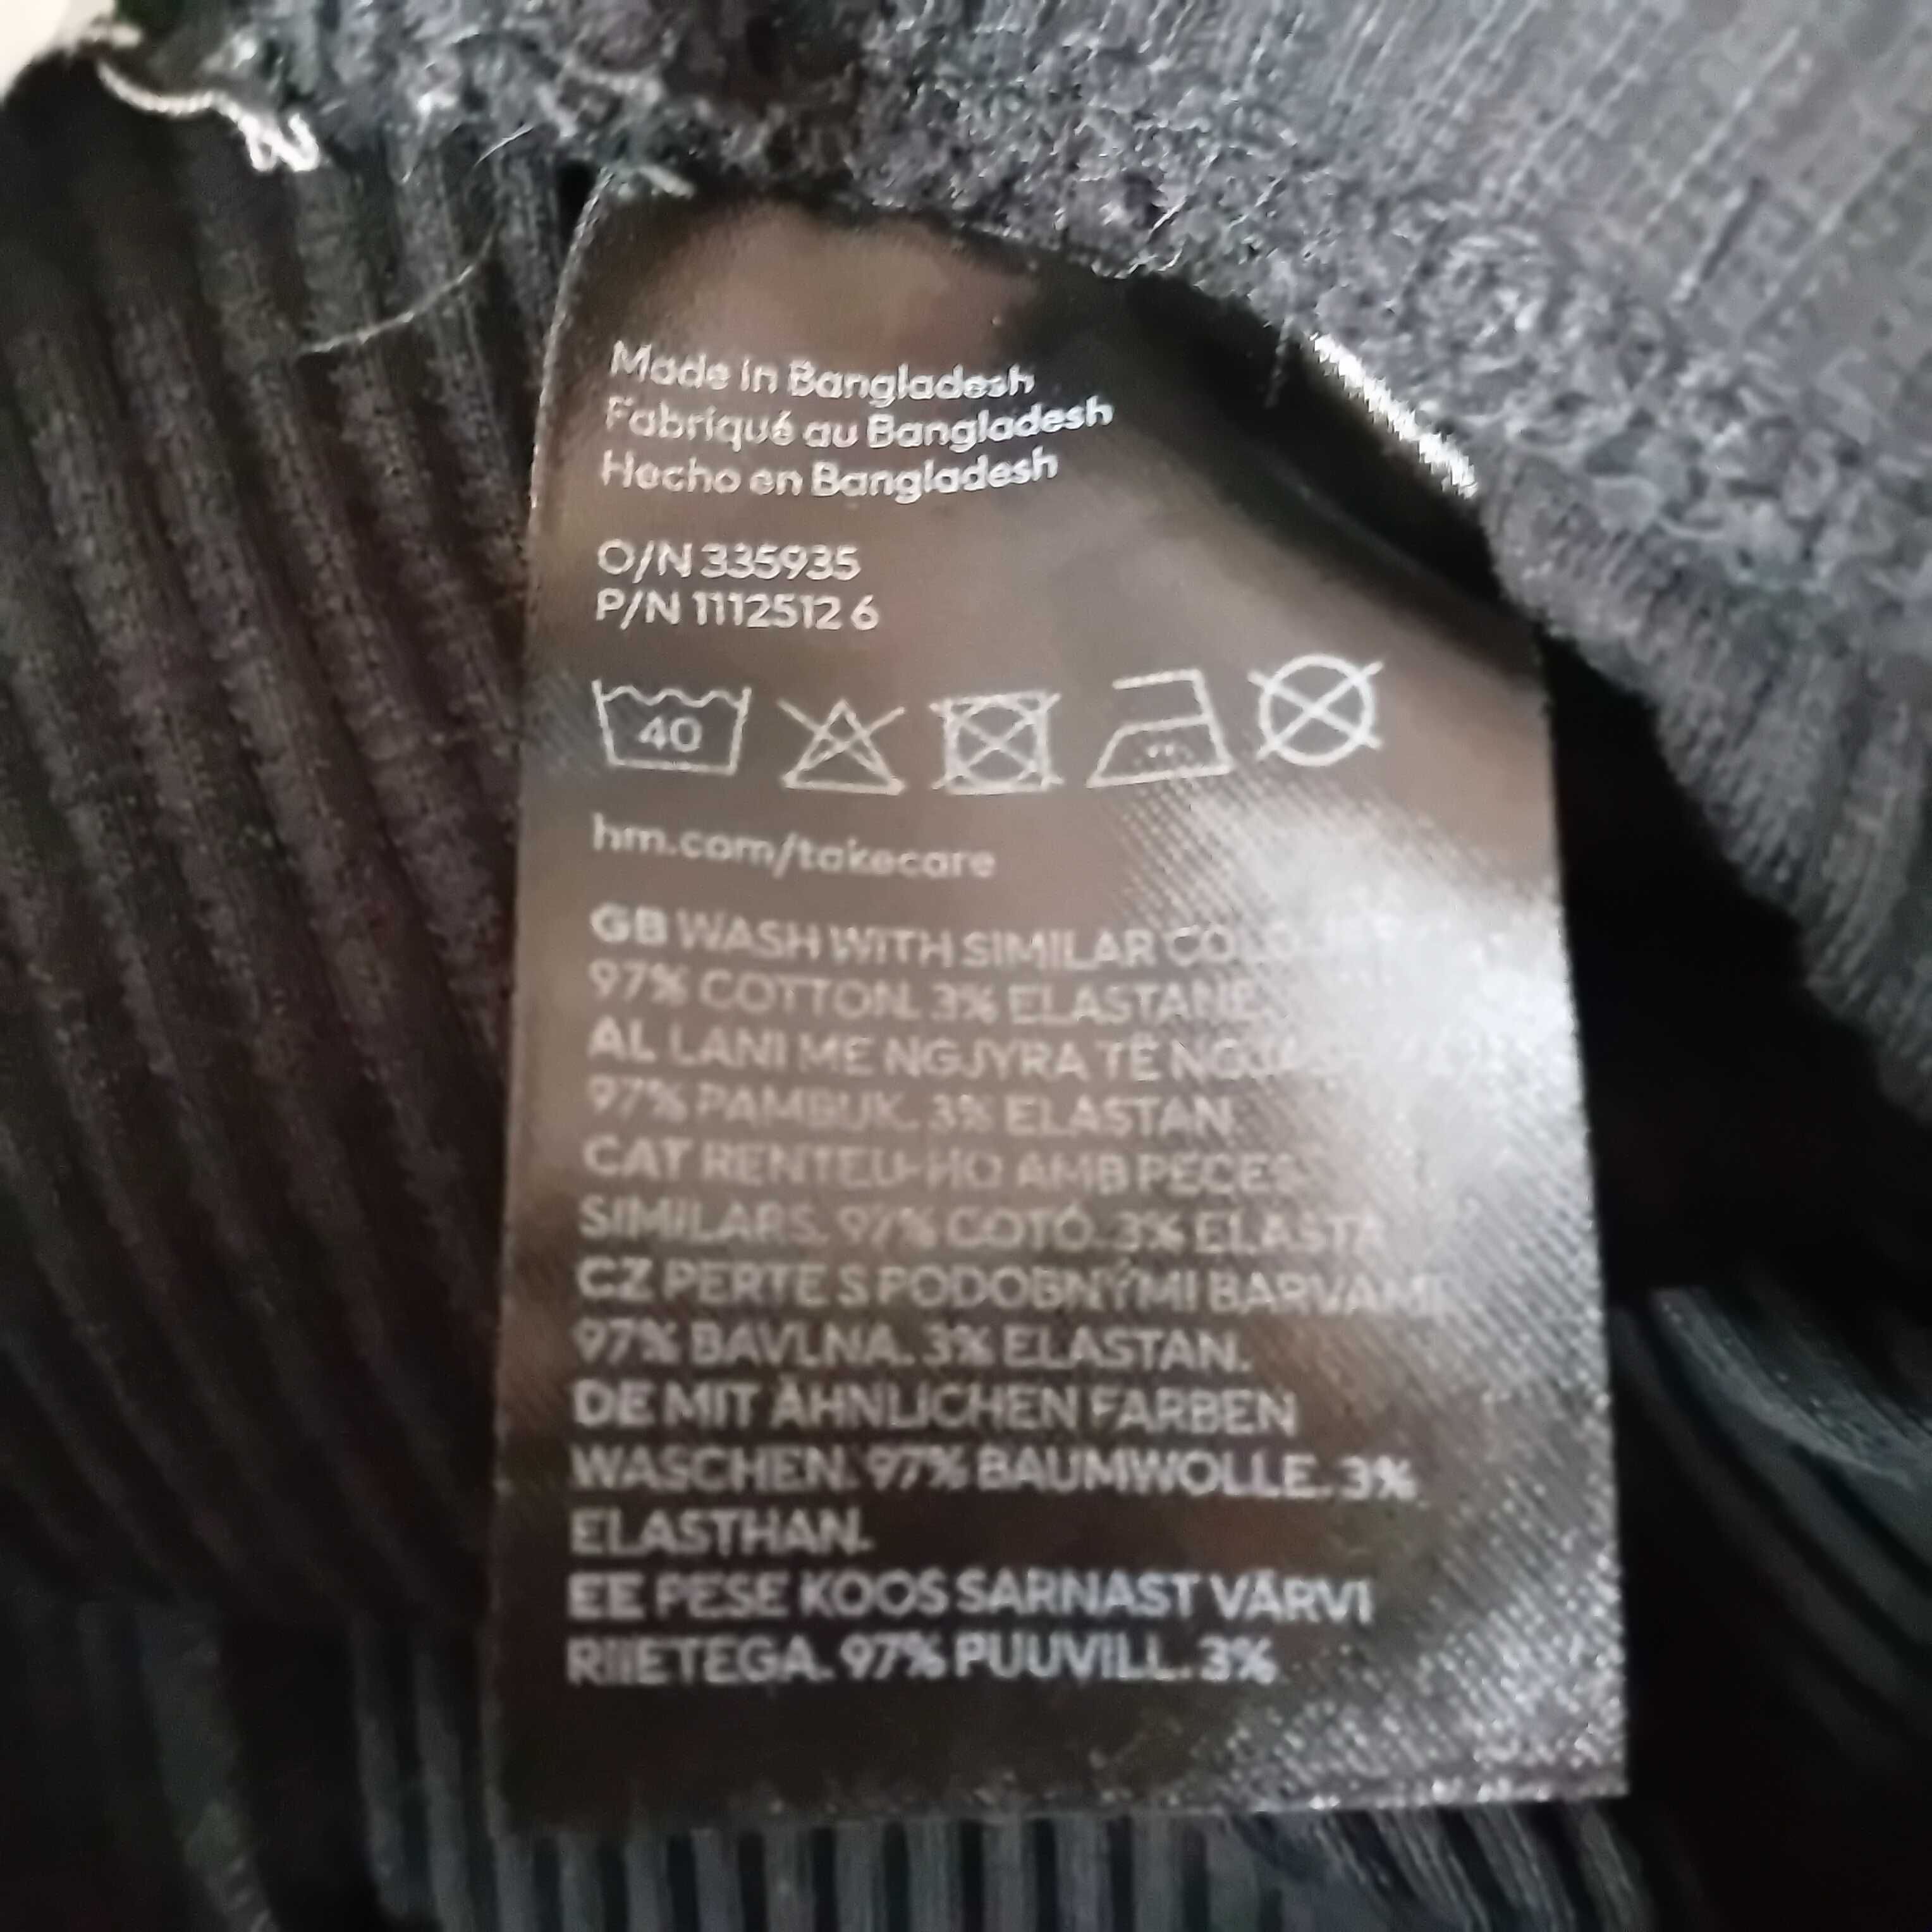 Made in Bangladesh
Fabriqué au Bangladesh
Hecho en Bangladesh
O/N 335935
P/N 1112512 6
40
hm.com/takecare
GB WASH WITH SIMILAR
97% COTTON. 3% ELASTANE
AL LANI ME NGJYRA TË
97% PAMBUK. 3% ELASTAN.
CAT RENTEU-HO AMB PECES
SIMILARS. 97% COTÓ. 3% ELASTÀ
CZ PERTE S PODOBNÝMI BARVAMI
97% BAVLNA. 3% ELASTAN.
DE MIT ÄHNLICHEN FARBEN
WASCHEN. 97% BAUMWOLLE. 3%
ELASTHAN.
EE PESE KOOS SARNAST VÄRVI
RIIETEGA. 97% PUUVILL. 3%